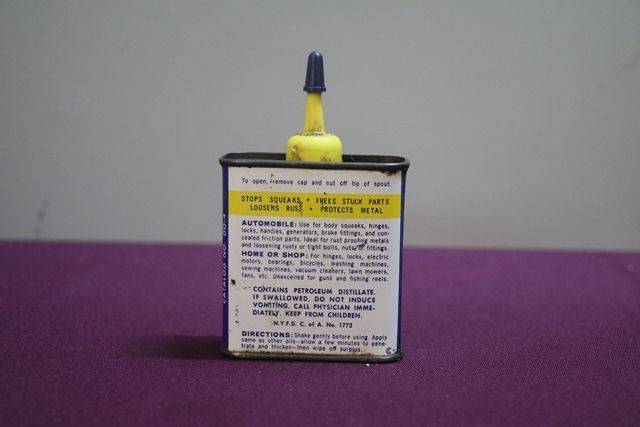 To open, remove cap and cut off tip of spout.
STOPS SQUEAKS • FREES STUCK PARTS
LOOSENS RUST • PROTECTS METAL
AUTOMOBILE: Use for body squeaks, hinges,
locks, handles, generators, brake fittings, and con-
cealed friction parts. Ideal for rust proofing metals
and loosening rusty or tight bolts, nuts or fittings.
HOME OR SHOP: For hinges, locks, electric
motors, bearings, bicycles, washing machines,
sewing machines, vacuum cleaners, lawn mowers,
fans, etc. Unexcelled for guns and fishing reels.
CONTAINS PETROLEUM DISTILLATE.
IF SWALLOWED, DO NOT INDUCE
VOMITING. CALL PHYSICIAN IMME-
DIATELY. KEEP FROM CHILDREN.
N.Y.F.D. C. of A. No. 1772
DIRECTIONS: Shake gently before using. Apply
same as other oils—allow a few minutes to pene-
trate and thicken—then wipe off surplus.
CATALOG NO.